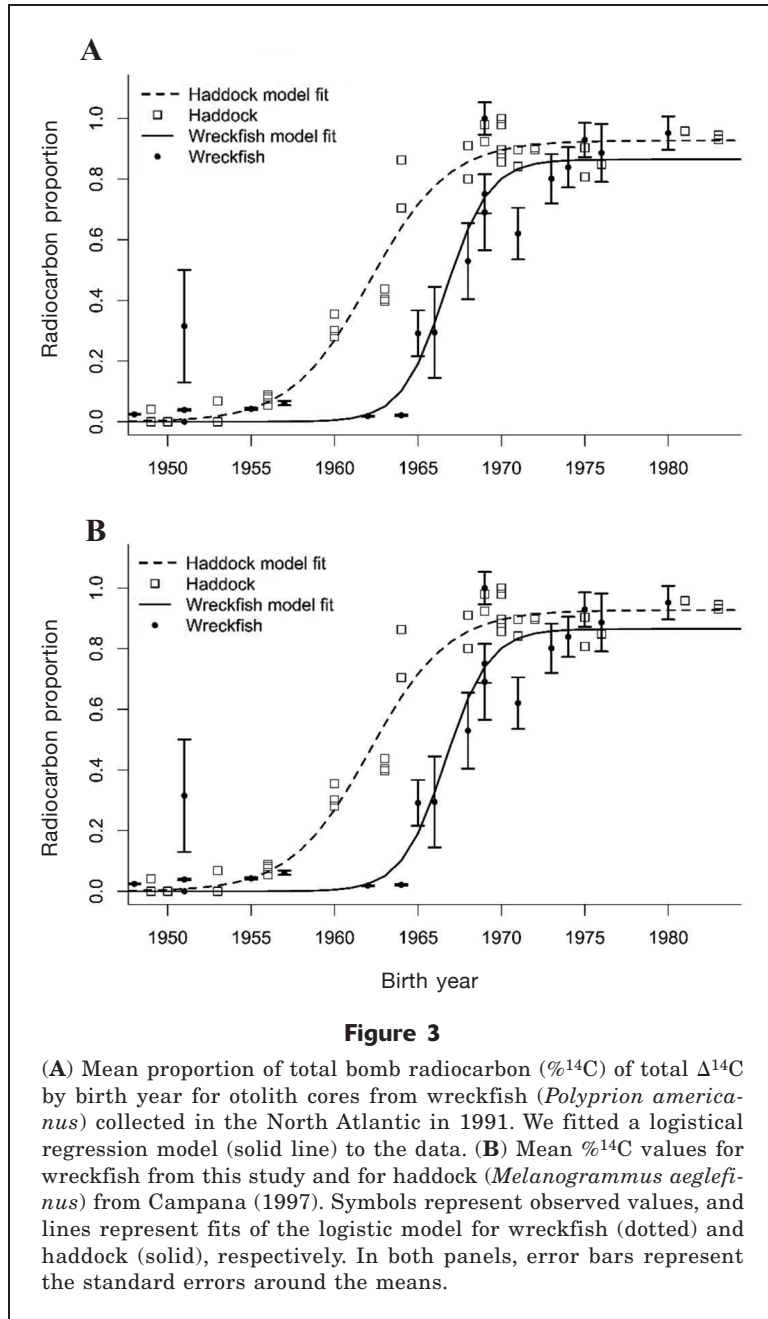 A
Haddock model fit
Haddock
Wreckfish model fit
Wreckfish
Radiocarbon proportion
1.0
0.8
0.6
0.4
0.2
0.0
1950 1955 1960 1965 1970 1975 1980
B
Haddock model fit
Haddock
Wreckfish model fit
Wreckfish
Radiocarbon proportion
1.0
0.8
0.6
0.4
0.2
0.0
1950 1955 1960 1965 1970 1975 1980
Birth year
Figure 3
(A) Mean proportion of total bomb radiocarbon (%¹⁴C) of total Δ¹⁴C
by birth year for otolith cores from wreckfish (Polyprion america-
nus) collected in the North Atlantic in 1991. We fitted a logistical
regression model (solid line) to the data. (B) Mean %¹⁴C values for
wreckfish from this study and for haddock (Melanogrammus aeglefi-
nus) from Campana (1997). Symbols represent observed values, and
lines represent fits of the logistic model for wreckfish (dotted) and
haddock (solid), respectively. In both panels, error bars represent
the standard errors around the means.